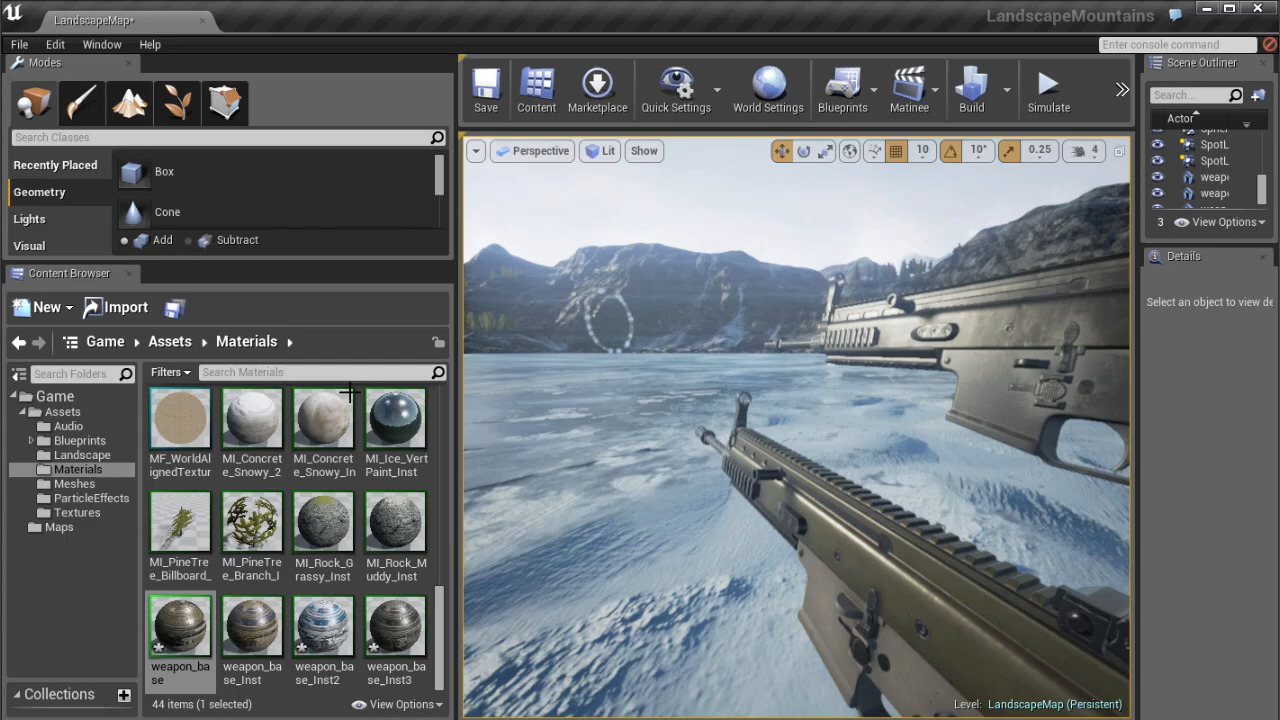 LandscapeMap*
LandscapeMountains
File Edit Window Help
Enter console command
Modes
Search Classes
Recently Placed
Geometry
Lights
Visual
Box
Cone
Add Subtract
Save
Content
Marketplace
Quick Settings
World Settings
Blueprints
Matinee
Build
Simulate
Perspective
Lit
Show
10
10°
0.25
4
Scene Outliner
Search...
Actor
SpotL
SpotL
weap
weap
3 View Options
Details
Select an object to view de
Content Browser
New Import
Game Assets Materials
Search Folders
Game
Assets
Audio
Blueprints
Landscape
Materials
Meshes
ParticleEffects
Textures
Maps
Collections
Filters
Search Materials
MF_WorldAl
ignedTextur
MI_Concret
e_Snowy_2
MI_Concret
e_Snowy_In
MI_Ice_Vert
Paint_Inst
MI_PineTre
e_Billboard_
MI_PineTre
e_Branch_I
MI_Rock_G
rassy_Inst
MI_Rock_M
uddy_Inst
weapon_ba
se
weapon_ba
se_Inst
weapon_ba
se_Inst2
weapon_ba
se_Inst3
44 items (1 selected)
View Options
Level: LandscapeMap (Persistent)